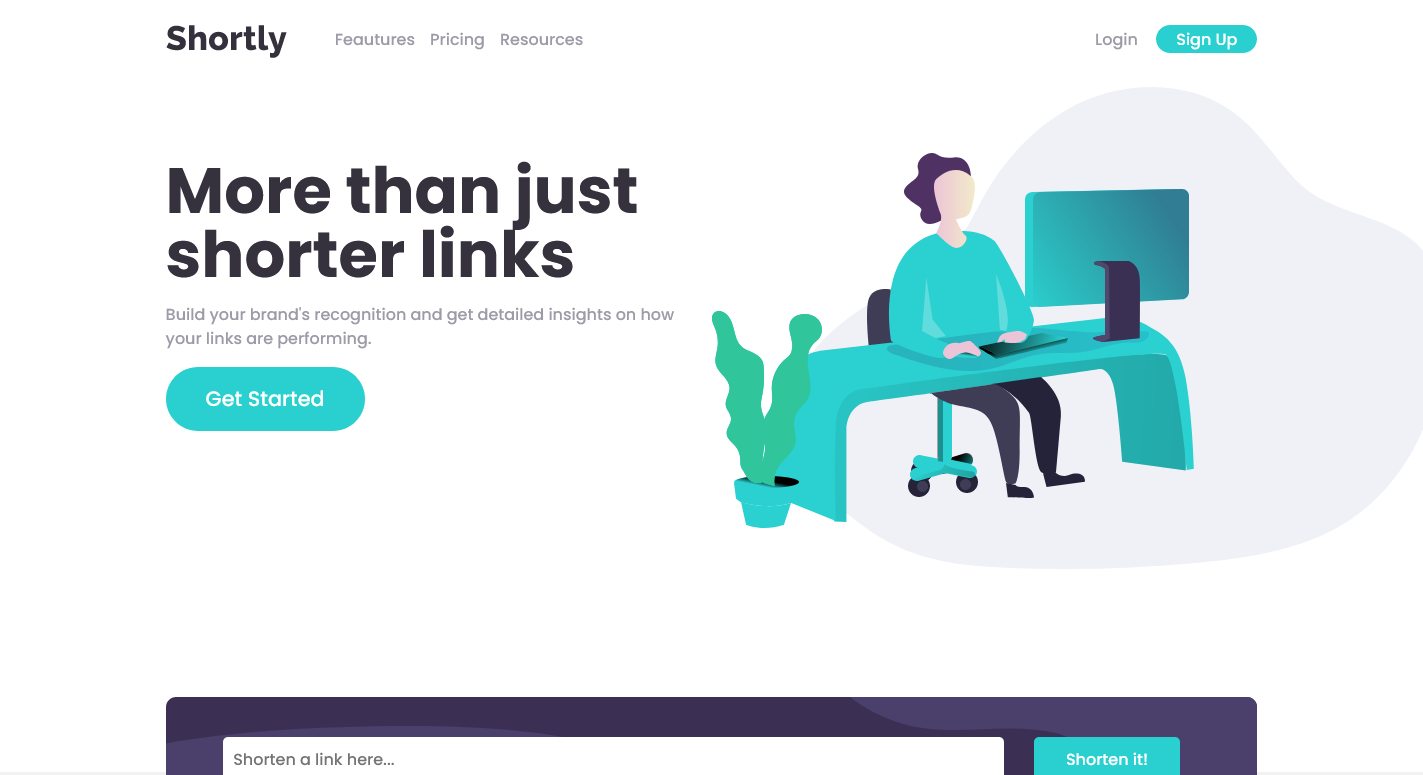 Shortly
Feautures Pricing Resources
Login Sign Up
More than just
shorter links
Build your brand's recognition and get detailed insights on how
your links are performing.
Get Started
Shorten a link here...
Shorten it!